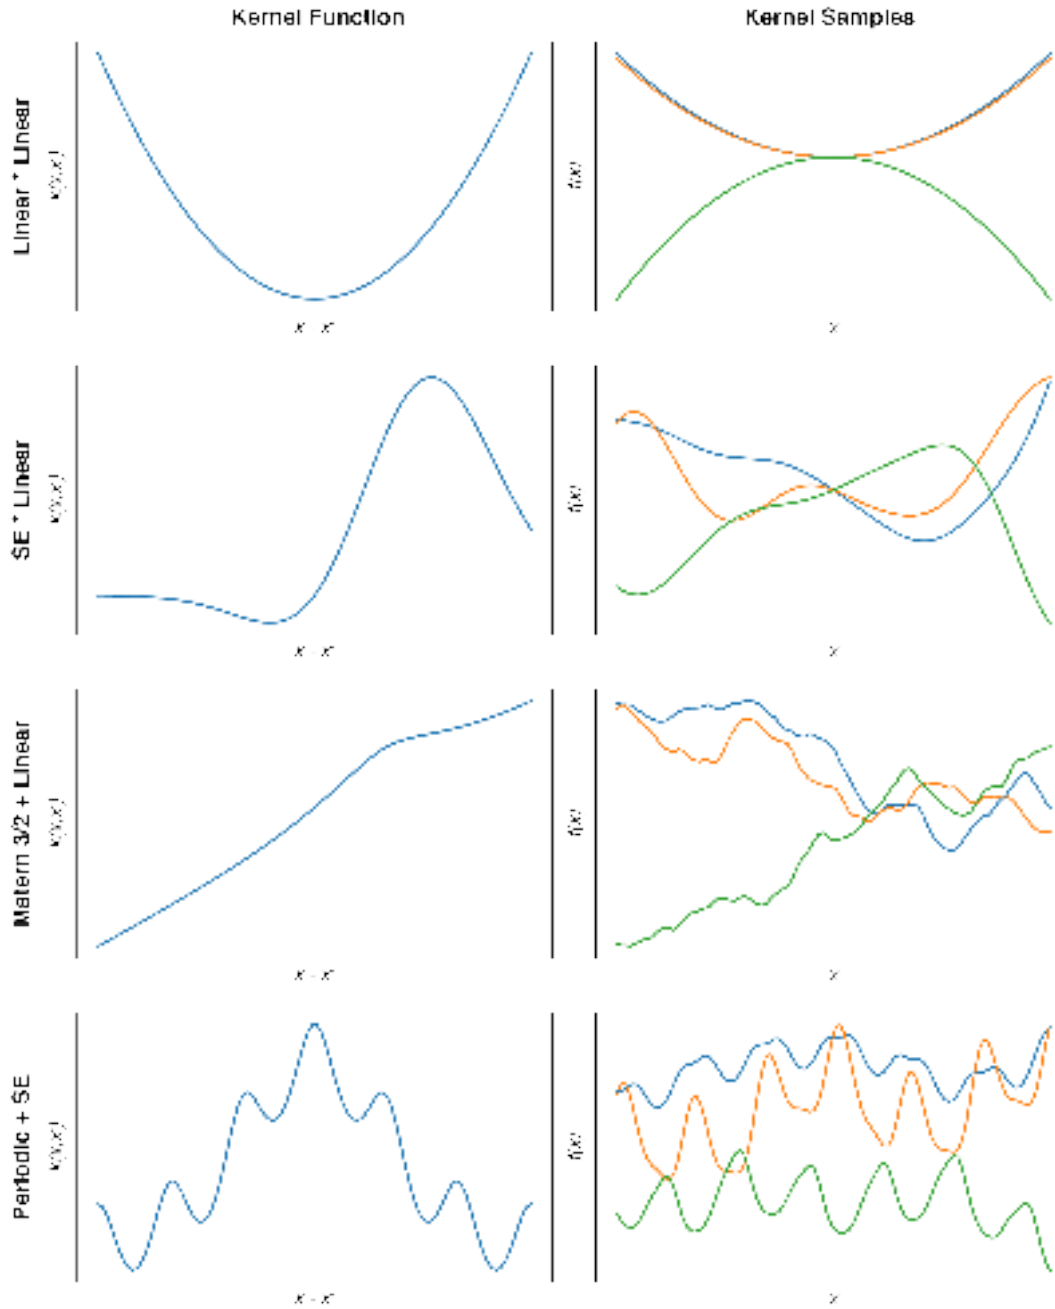 Kernel Function
Kernel Samples
Linear * Linear
k(x,x')
x - x'
f(x)
x
SE * Linear
k(x,x')
x - x'
f(x)
x
Matern 3/2 + Linear
k(x,x')
x - x'
f(x)
x
Periodic + SE
k(x,x')
x - x'
f(x)
x